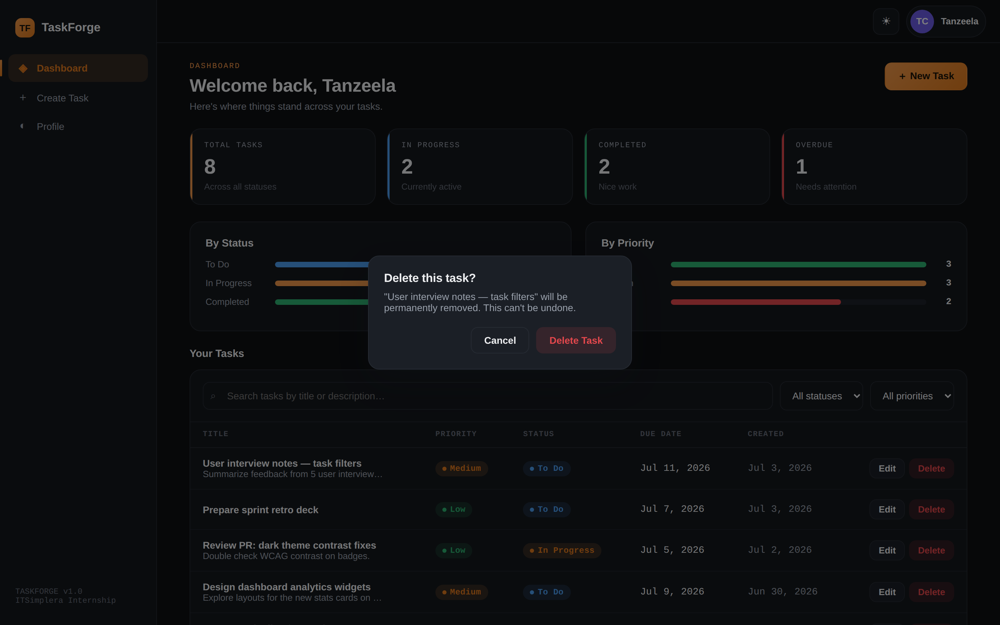 TF TaskForge
Dashboard
+ Create Task
Profile
TASKFORGE v1.0
ITSimplera Internship
TC Tanzeela
DASHBOARD
Welcome back, Tanzeela
Here's where things stand across your tasks.
+ New Task
TOTAL TASKS
8
Across all statuses
IN PROGRESS
2
Currently active
COMPLETED
2
Nice work
OVERDUE
1
Needs attention
By Status
To Do
In Progress
Completed
By Priority
3
3
2
Delete this task?
"User interview notes — task filters" will be
permanently removed. This can't be undone.
Cancel Delete Task
Your Tasks
Search tasks by title or description… All statuses All priorities
TITLE PRIORITY STATUS DUE DATE CREATED
User interview notes — task filters
Summarize feedback from 5 user interview…
Medium To Do Jul 11, 2026 Jul 3, 2026 Edit Delete
Prepare sprint retro deck Low To Do Jul 7, 2026 Jul 3, 2026 Edit Delete
Review PR: dark theme contrast fixes
Double check WCAG contrast on badges.
Low In Progress Jul 5, 2026 Jul 2, 2026 Edit Delete
Design dashboard analytics widgets
Explore layouts for the new stats cards on …
Medium To Do Jul 9, 2026 Jun 30, 2026 Edit Delete